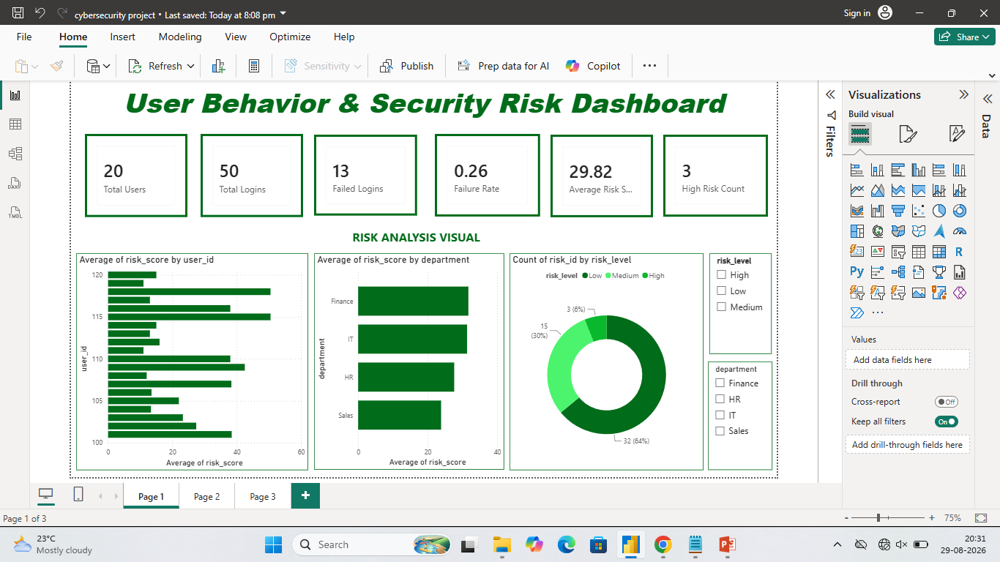 cybersecurity project • Last saved: Today at 8:08 pm
Sign in
File
Home
Insert
Modeling
View
Optimize
Help
Share
Refresh
Sensitivity
Publish
Prep data for AI
Copilot
User Behavior & Security Risk Dashboard
20
Total Users
50
Total Logins
13
Failed Logins
0.26
Failure Rate
29.82
Average Risk S...
3
High Risk Count
RISK ANALYSIS VISUAL
Average of risk_score by user_id
120
115
110
105
100
user_id
0 20 40 60
Average of risk_score
Average of risk_score by department
Finance
IT
HR
Sales
department
0 20 40
Average of risk_score
Count of risk_id by risk_level
risk_level Low Medium High
3 (6%)
15
(30%)
32 (64%)
risk_level
High
Low
Medium
department
Finance
HR
IT
Sales
Filters
Visualizations
Build visual
123
R
Py
Values
Add data fields here
Drill through
Cross-report
Off
Keep all filters
On
Add drill-through fields here
Data
DAX
TMDL
Page 1
Page 2
Page 3
Page 1 of 3
- + 75%
23°C
Mostly cloudy
Search
20:31
29-08-2026